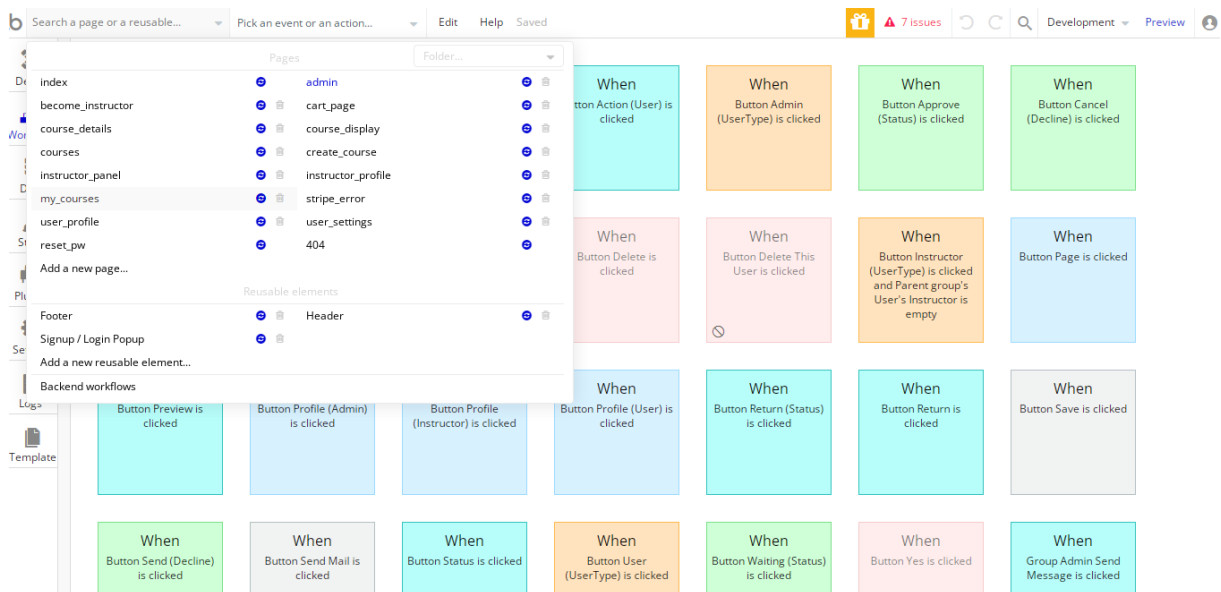 b Search a page or a reusable... Pick an event or an action... Edit Help Saved 7 issues Development Preview
Pages Folder...
index admin
become_instructor cart_page
course_details course_display
courses create_course
instructor_panel instructor_profile
my_courses stripe_error
user_profile user_settings
reset_pw 404
Add a new page...
Reusable elements
Footer Header
Signup / Login Popup
Add a new reusable element...
Backend workflows
Logs
Template
When
Action (User) is
clicked
When
Button Admin
(UserType) is clicked
When
Button Approve
(Status) is clicked
When
Button Cancel
(Decline) is clicked
When
Button Delete is
clicked
When
Button Delete This
User is clicked
When
Button Instructor
(UserType) is clicked
and Parent group's
User's Instructor is
empty
When
Button Page is clicked
Button Preview is
clicked
Button Profile (Admin)
is clicked
Button Profile
(Instructor) is clicked
When
Button Profile (User) is
clicked
When
Button Return (Status)
is clicked
When
Button Return is
clicked
When
Button Save is clicked
When
Button Send (Decline)
is clicked
When
Button Send Mail is
clicked
When
Button Status is clicked
When
Button User
(UserType) is clicked
When
Button Waiting (Status)
is clicked
When
Button Yes is clicked
When
Group Admin Send
Message is clicked